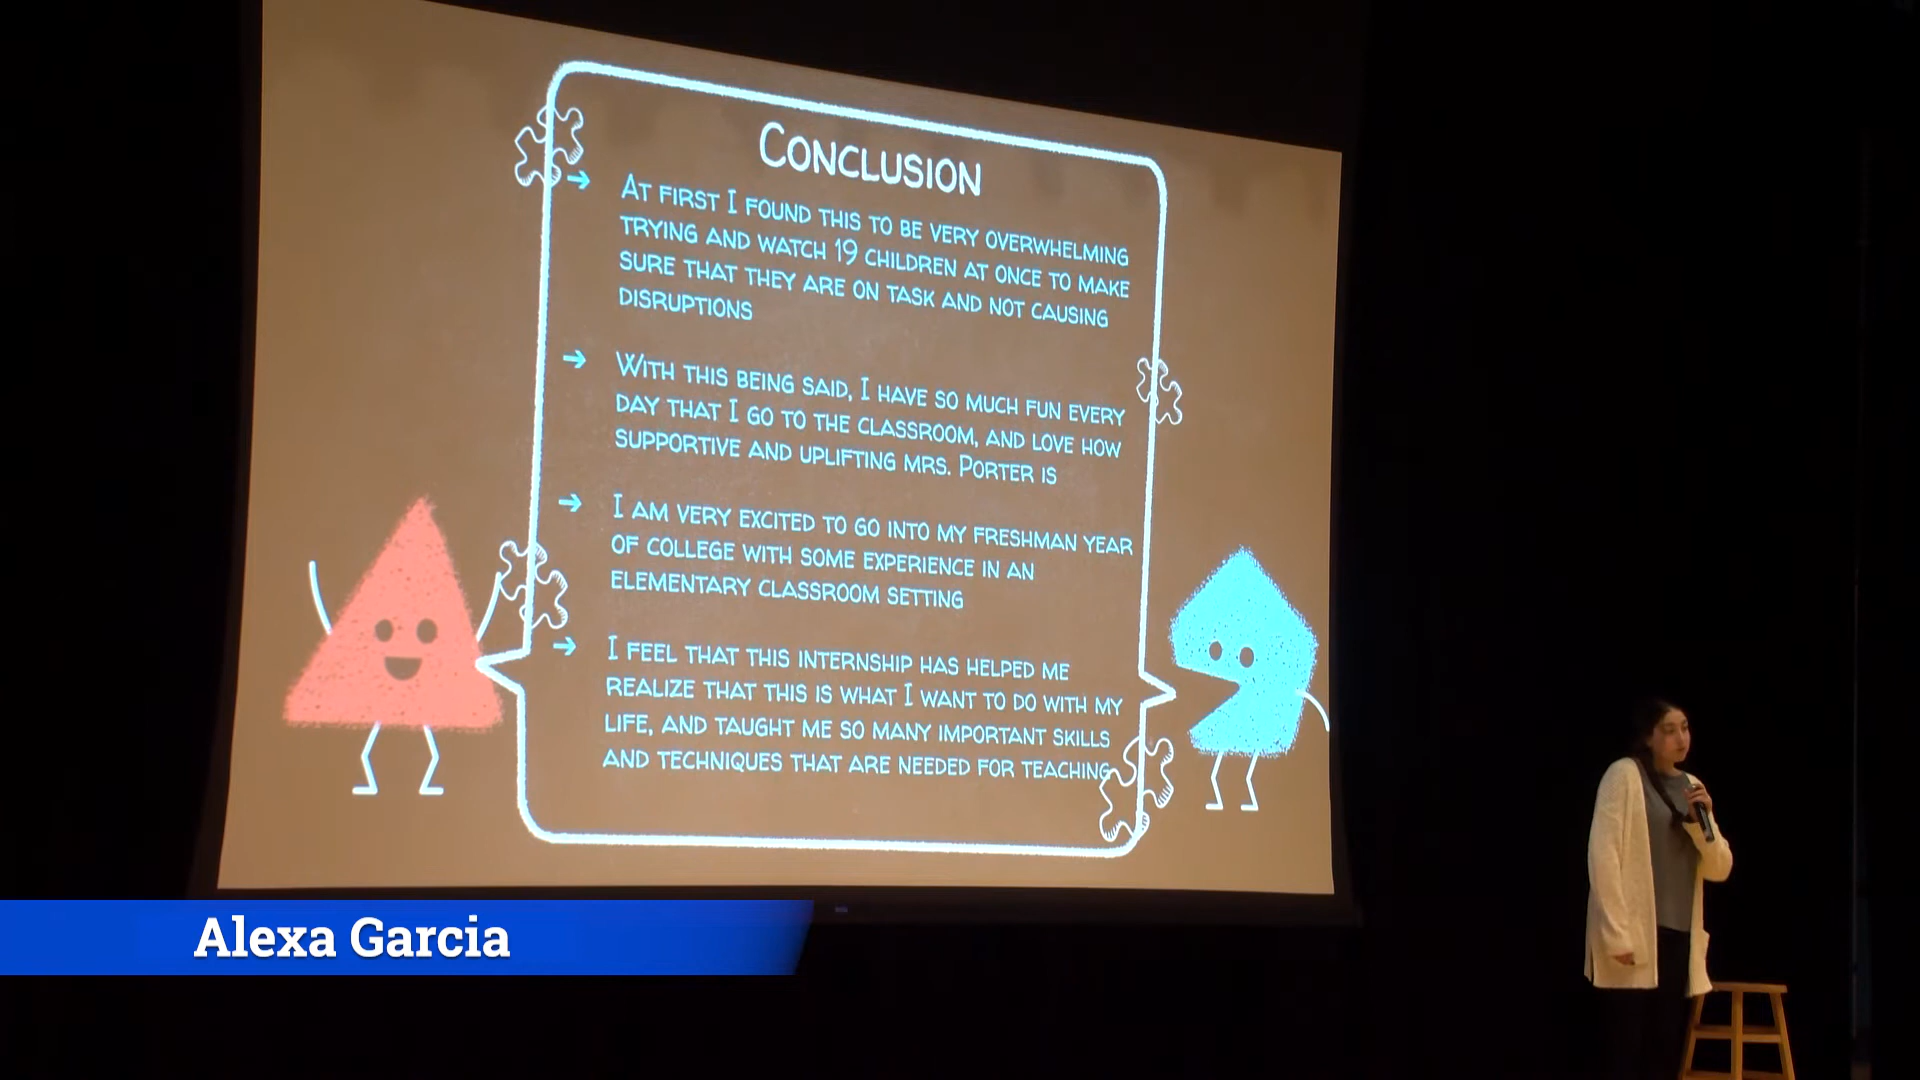 Conclusion
→ At first I found this to be very overwhelming
trying and watch 19 children at once to make
sure that they are on task and not causing
disruptions
→ With this being said, I have so much fun every
day that I go to the classroom, and love how
supportive and uplifting mrs. Porter is
→ I am very excited to go into my freshman year
of college with some experience in an
elementary classroom setting
→ I feel that this internship has helped me
realize that this is what I want to do with my
life, and taught me so many important skills
and techniques that are needed for teaching
Alexa Garcia